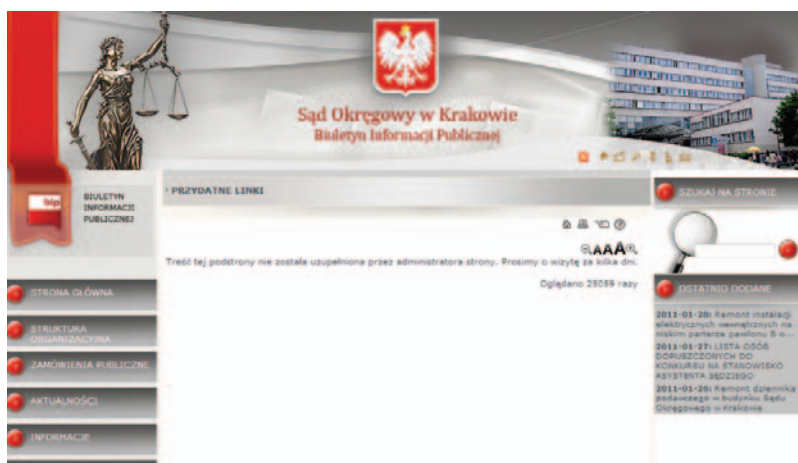 Sąd Okręgowy w Krakowie
Biuletyn Informacji Publicznej
BIULETYN
INFORMACJI
PUBLICZNEJ
PRZYDATNE LINKI
AAA
Treść tej podstrony nie została uzupełniona przez administratora strony. Prosimy o wizytę za kilka dni.
Oglądano 25059 razy
STRONA GŁÓWNA
STRUKTURA
ORGANIZACYJNA
ZAMÓWIENIA PUBLICZNE
AKTUALNOŚCI
INFORMACJE
SZUKAJ NA STRONIE
OSTATNIO DODANE
2011-01-28: Remont instalacji
elektrycznych wewnętrznych na
niskim parterze pawilonu B o...
2011-01-27: LISTA OSÓB
DOPUSZCZONYCH DO
KONKURSU NA STANOWISKO
ASYSTENTA SĘDZIEGO
Remont dziennika
podawczego w budynku Sądu
Okręgowego w Krakowie